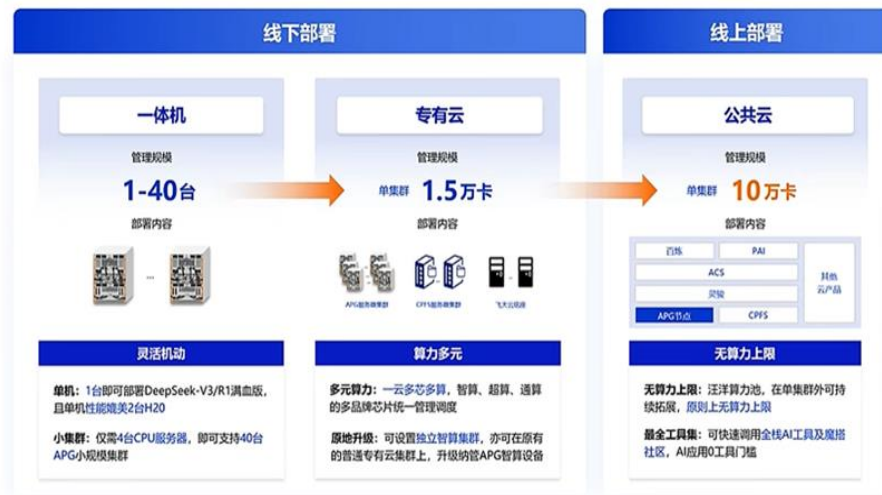 线下部署
线上部署
一体机
管理规模
1-40台
部署内容
...
灵活机动
单机：1台即可部署DeepSeek-V3/R1满血版，
且单机性能媲美2台H20
小集群：仅需4台CPU服务器，即可支持40台
APG小规模集群
专有云
管理规模
单集群 1.5万卡
部署内容
APG服务器集群
CPFS服务器集群
飞天云底座
算力多元
多元算力：一云多芯多算，智算、超算、通算
的多品牌芯片统一管理调度
原地升级：可设置独立智算集群，亦可在原有
的普通专有云集群上，升级纳管APG智算设备
公共云
管理规模
单集群 10万卡
部署内容
百炼
PAI
ACS
灵骏
APG节点
CPFS
其他
云产品
无算力上限
无算力上限：汪洋算力池，在单集群外可持
续拓展，原则上无算力上限
最全工具集：可快速调用全栈AI工具及魔搭
社区，AI应用0工具门槛